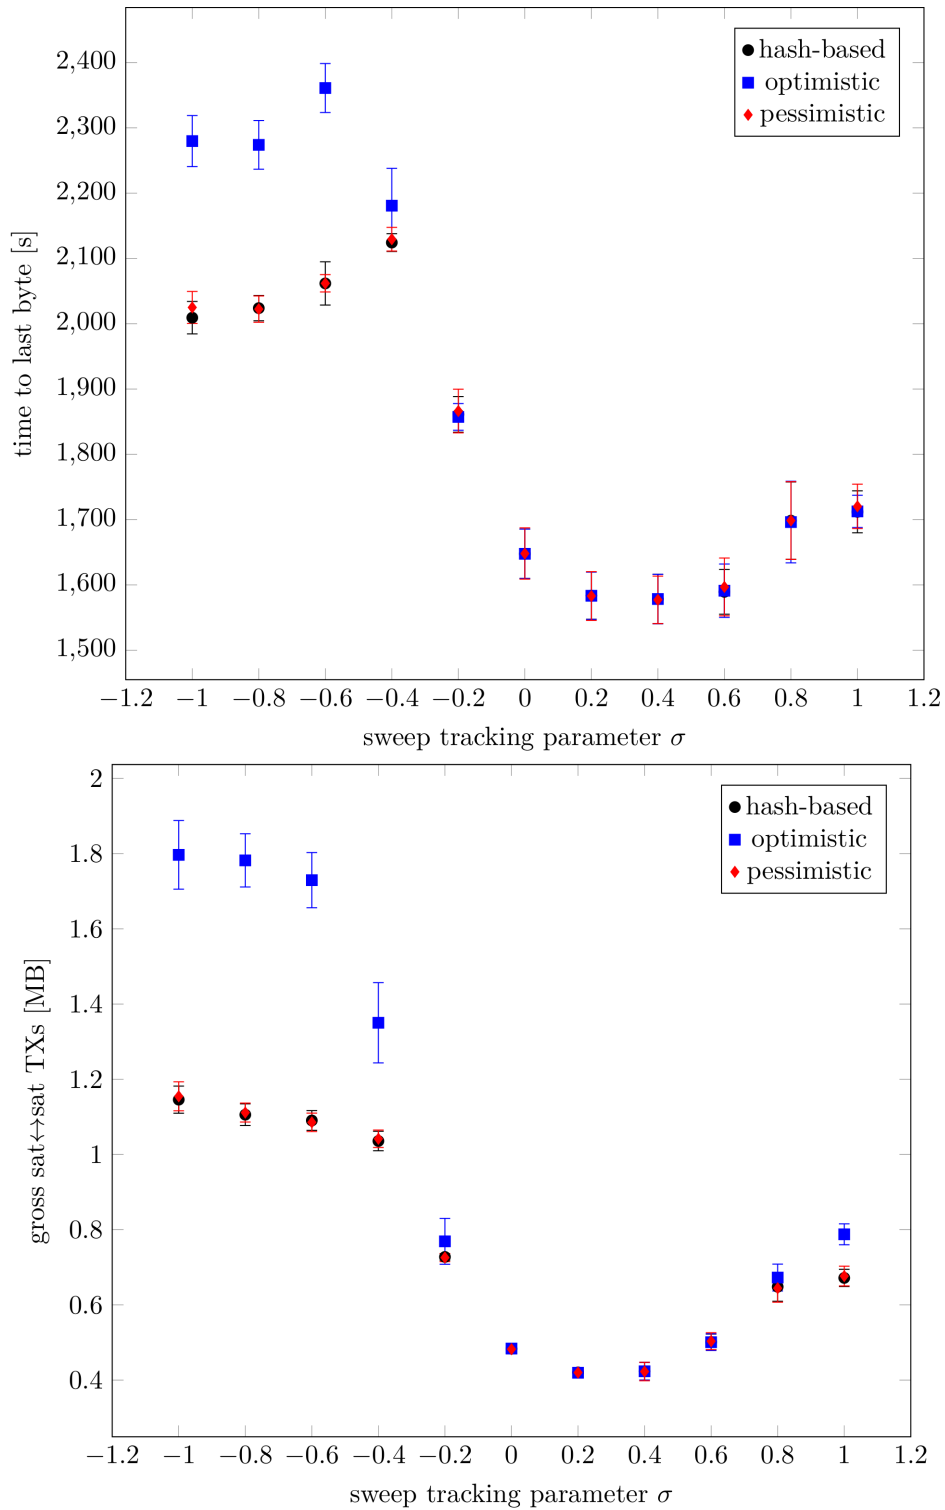 2,400
2,300
2,200
2,100
2,000
1,900
1,800
1,700
1,600
1,500
time to last byte [s]
hash-based
optimistic
pessimistic
−1.2 −1 −0.8 −0.6 −0.4 −0.2 0 0.2 0.4 0.6 0.8 1 1.2
sweep tracking parameter σ
2
1.8
1.6
1.4
1.2
1
0.8
0.6
0.4
gross sat↔sat TXs [MB]
hash-based
optimistic
pessimistic
−1.2 −1 −0.8 −0.6 −0.4 −0.2 0 0.2 0.4 0.6 0.8 1 1.2
sweep tracking parameter σ